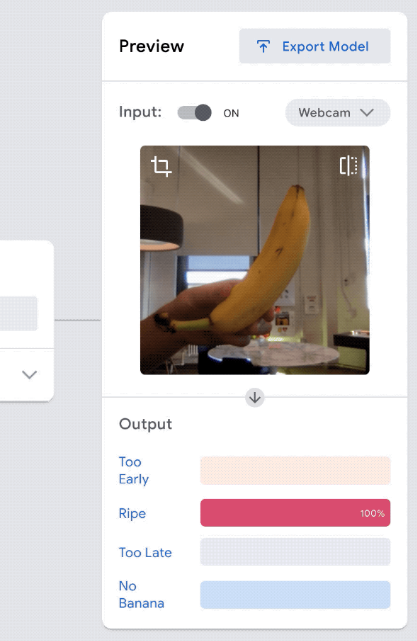 Preview
Export Model
Input:
ON
Webcam
Output
Too
Early
Ripe
100%
Too Late
No
Banana